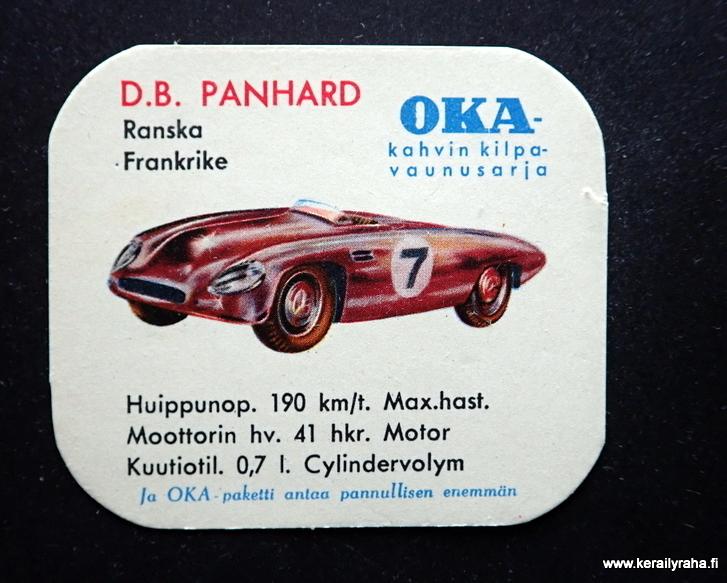 D.B. PANHARD
Ranska
Frankrike
OKA-
kahvin kilpa-
vaunusarja
7
Huippunop. 190 km/t. Max.hast.
Moottorin hv. 41 hkr. Motor
Kuutiotil. 0,7 l. Cylindervolym
Ja OKA-paketti antaa pannullisen enemmän
www.kerailyraha.fi